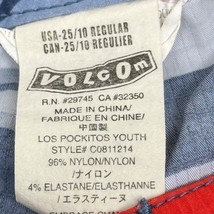 USA-25/10 REGULAR
CAN-25/10 REGULIER
VOLCOM
R.N. #29745 CA #32350
MADE IN CHINA/
FABRIQUE EN CHINE/
中国製
LOS POCKITOS YOUTH
STYLE# C0811214
96% NYLON/NYLON
/ナイロン
4% ELASTANE/ELASTHANNE
/エラスティーヌ